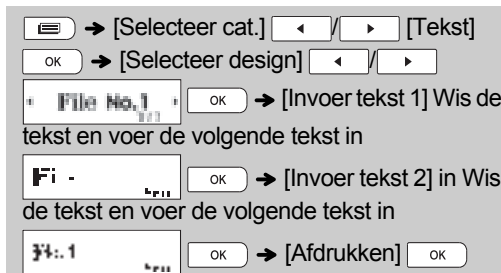 → [Selecteer cat.] / [Tekst]
OK → [Selecteer design] /
File No.1 OK → [Invoer tekst 1] Wis de
tekst en voer de volgende tekst in
OK → [Invoer tekst 2] in Wis
de tekst en voer de volgende tekst in
OK → [Afdrukken] OK